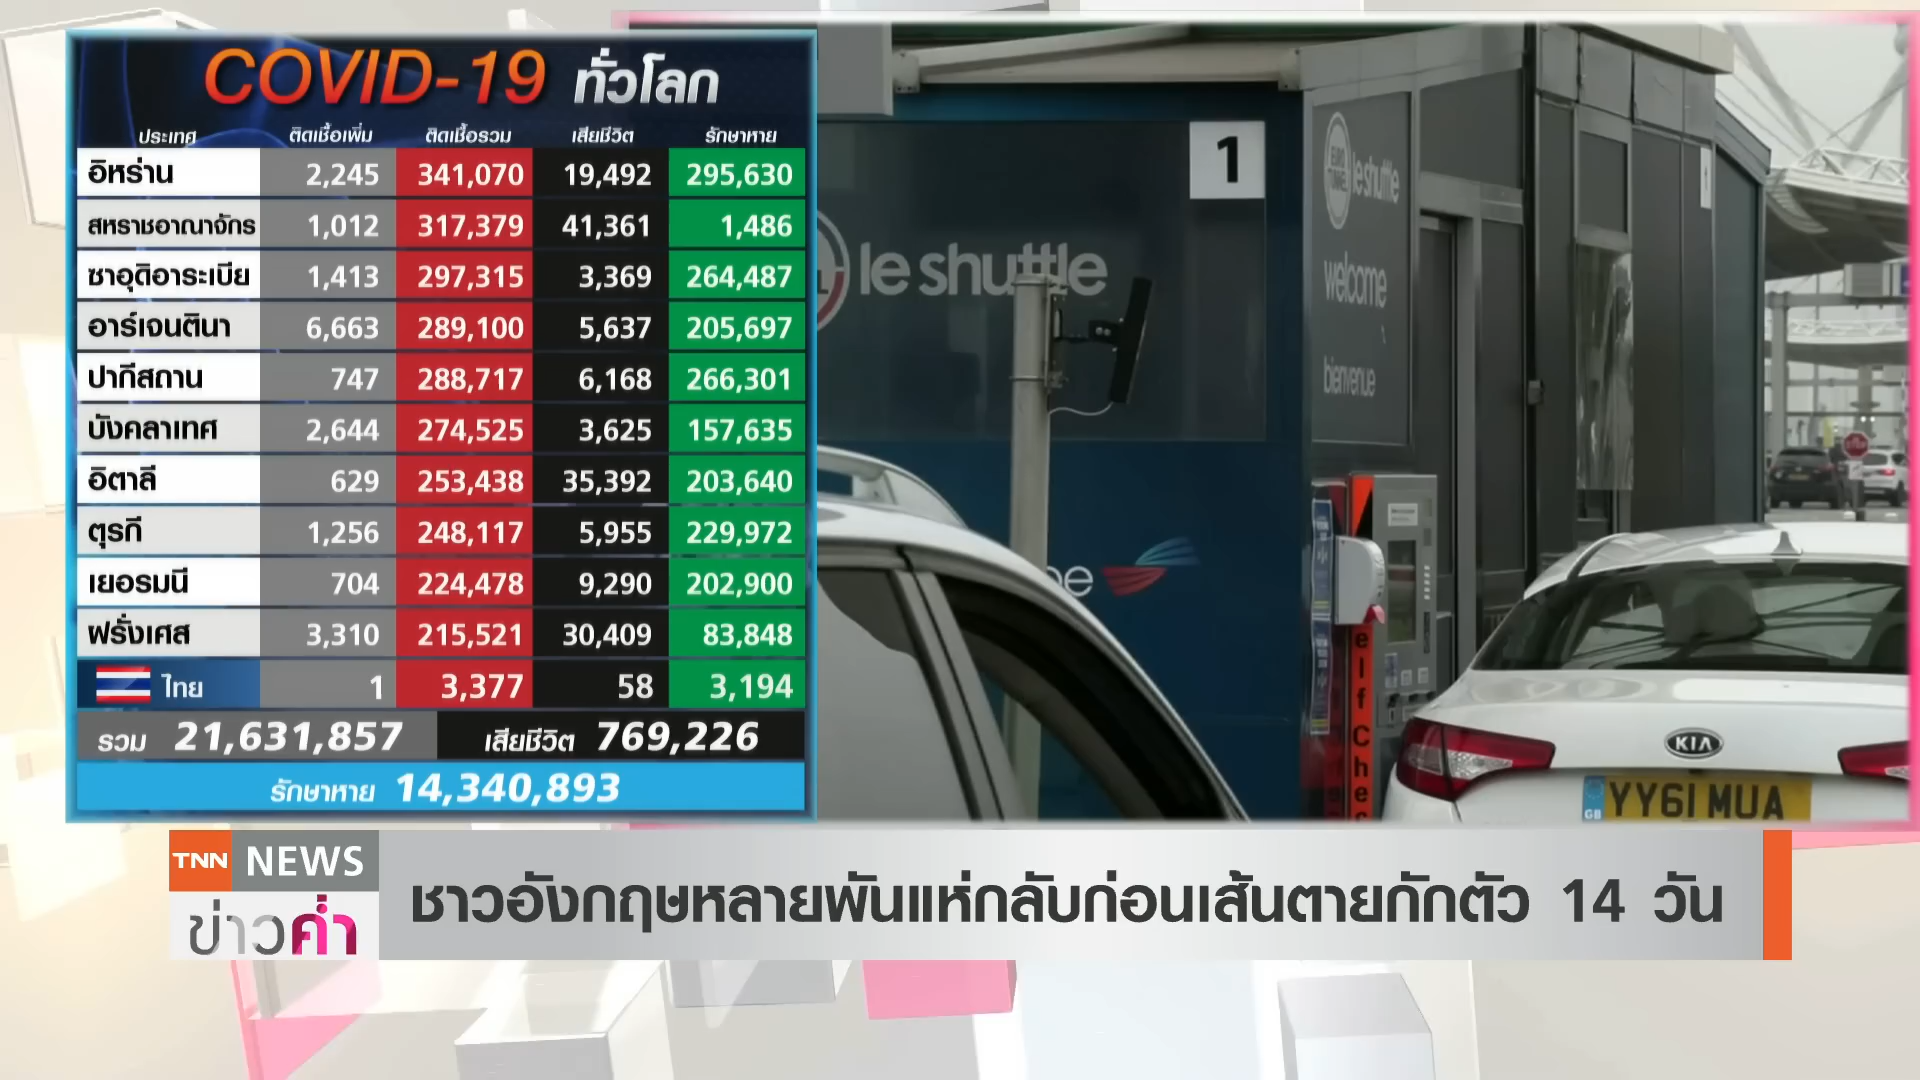 COVID-19 ทั่วโลก
ประเทศ ติดเชื้อเพิ่ม ติดเชื้อรวม เสียชีวิต รักษาหาย
อิหร่าน 2,245 341,070 19,492 295,630
สหราชอาณาจักร 1,012 317,379 41,361 1,486
ซาอุดิอาระเบีย 1,413 297,315 3,369 264,487
อาร์เจนตินา 6,663 289,100 5,637 205,697
ปากีสถาน 747 288,717 6,168 266,301
บังคลาเทศ 2,644 274,525 3,625 157,635
อิตาลี 629 253,438 35,392 203,640
ตุรกี 1,256 248,117 5,955 229,972
เยอรมนี 704 224,478 9,290 202,900
ฝรั่งเศส 3,310 215,521 30,409 83,848
ไทย 1 3,377 58 3,194
รวม 21,631,857 เสียชีวิต 769,226
รักษาหาย 14,340,893
1
le shuttle
le shuttle
welcome
bienvenue
elf Chec
KIA
GB YY61 MUA
TNN NEWS
ข่าวค่ำ
ชาวอังกฤษหลายพันแห่กลับก่อนเส้นตายกักตัว 14 วัน